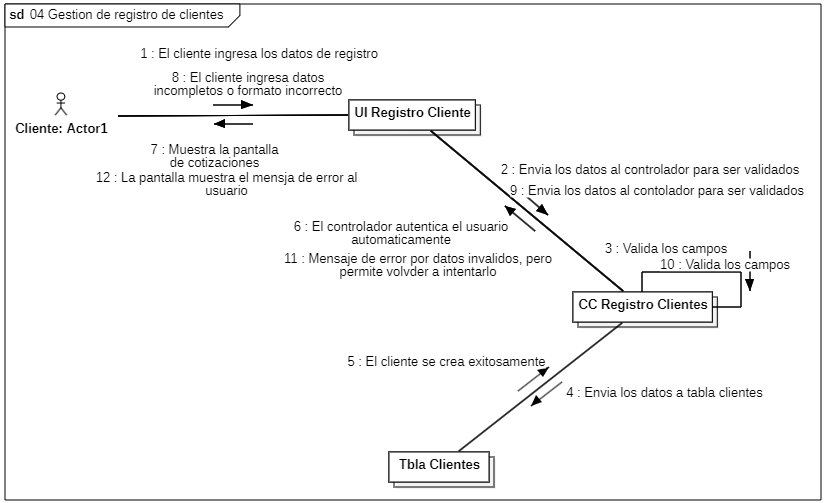 sd 04 Gestion de registro de clientes
1 : El cliente ingresa los datos de registro
8 : El cliente ingresa datos
incompletos o formato incorrecto
Cliente: Actor1
UI Registro Cliente
7 : Muestra la pantalla
de cotizaciones
12 : La pantalla muestra el mensja de error al
usuario
2 : Envia los datos al controlador para ser validados
9 : Envia los datos al contolador para ser validados
6 : El controlador autentica el usuario
automaticamente
11 : Mensaje de error por datos invalidos, pero
permite volvder a intentarlo
3 : Valida los campos
10 : Valida los campos
CC Registro Clientes
5 : El cliente se crea exitosamente
4 : Envia los datos a tabla clientes
Tbla Clientes